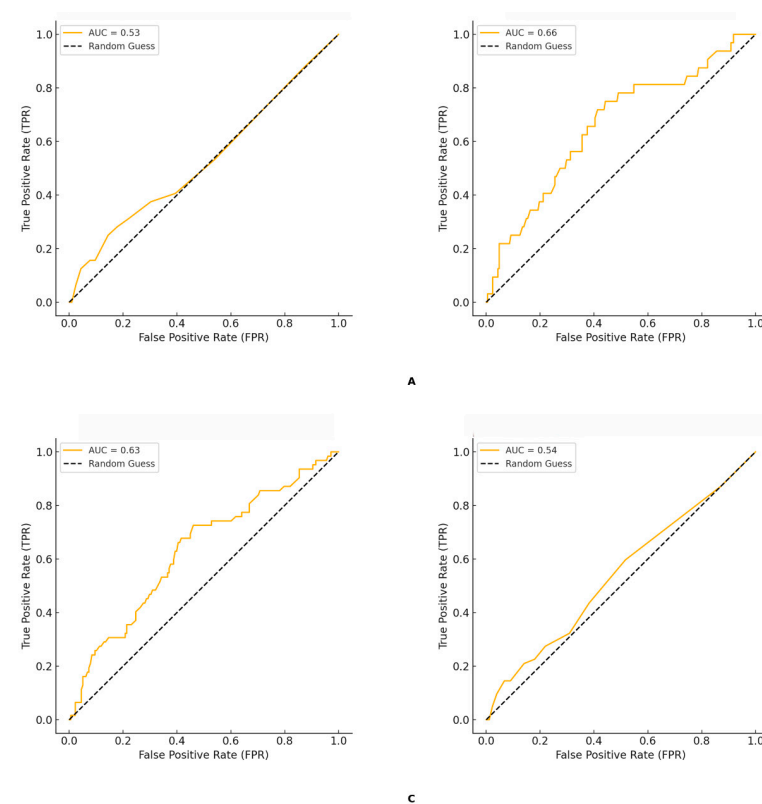 AUC = 0.53
Random Guess
True Positive Rate (TPR)
1.0
0.8
0.6
0.4
0.2
0.0
0.0 0.2 0.4 0.6 0.8 1.0
False Positive Rate (FPR)
AUC = 0.66
Random Guess
True Positive Rate (TPR)
1.0
0.8
0.6
0.4
0.2
0.0
0.0 0.2 0.4 0.6 0.8 1.0
False Positive Rate (FPR)
A
AUC = 0.63
Random Guess
True Positive Rate (TPR)
1.0
0.8
0.6
0.4
0.2
0.0
0.0 0.2 0.4 0.6 0.8 1.0
False Positive Rate (FPR)
AUC = 0.54
Random Guess
True Positive Rate (TPR)
1.0
0.8
0.6
0.4
0.2
0.0
0.0 0.2 0.4 0.6 0.8 1.0
False Positive Rate (FPR)
C